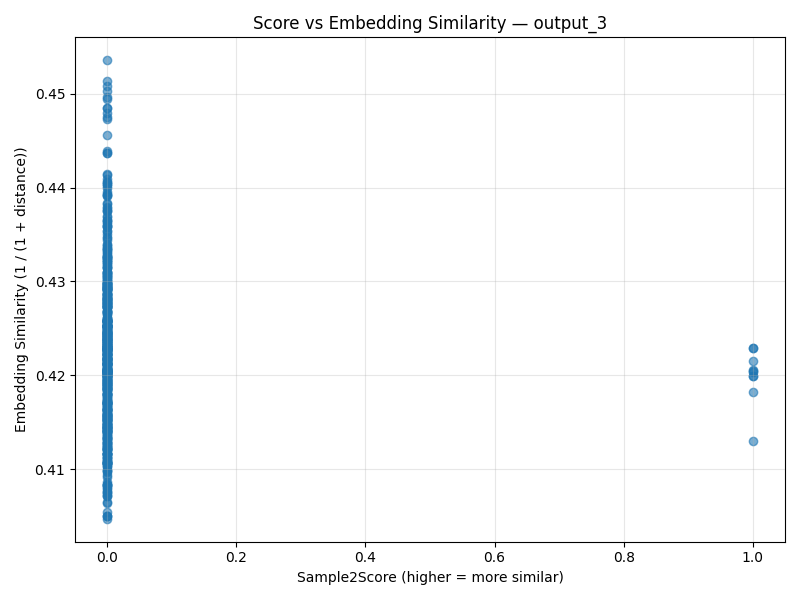 Score vs Embedding Similarity — output_3
Embedding Similarity (1 / (1 + distance))
0.45
0.44
0.43
0.42
0.41
0.0 0.2 0.4 0.6 0.8 1.0
Sample2Score (higher = more similar)